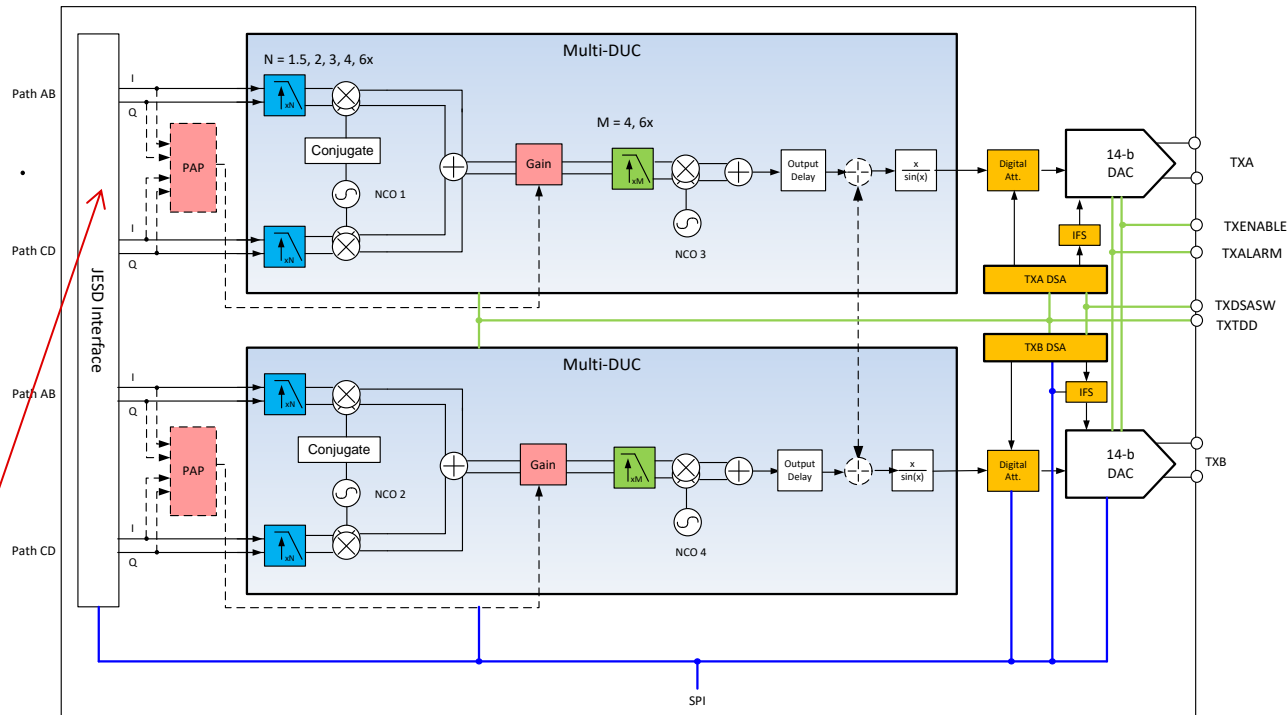 Multi-DUC
N = 1.5, 2, 3, 4, 6x
Path AB
I
Q
xN
Conjugate
M = 4, 6x
PAP
NCO 1
Gain
xM
Output
Delay
x
sin(x)
Digital
Att.
14-b
DAC
TXA
NCO 3
IFS
TXENABLE
TXALARM
Path CD
I
Q
xN
TXA DSA
JESD Interface
TXDSASW
TXTDD
TXB DSA
Multi-DUC
Path AB
I
Q
xN
IFS
Conjugate
PAP
NCO 2
Gain
xM
Output
Delay
x
sin(x)
Digital
Att.
14-b
DAC
TXB
NCO 4
Path CD
I
Q
xN
SPI